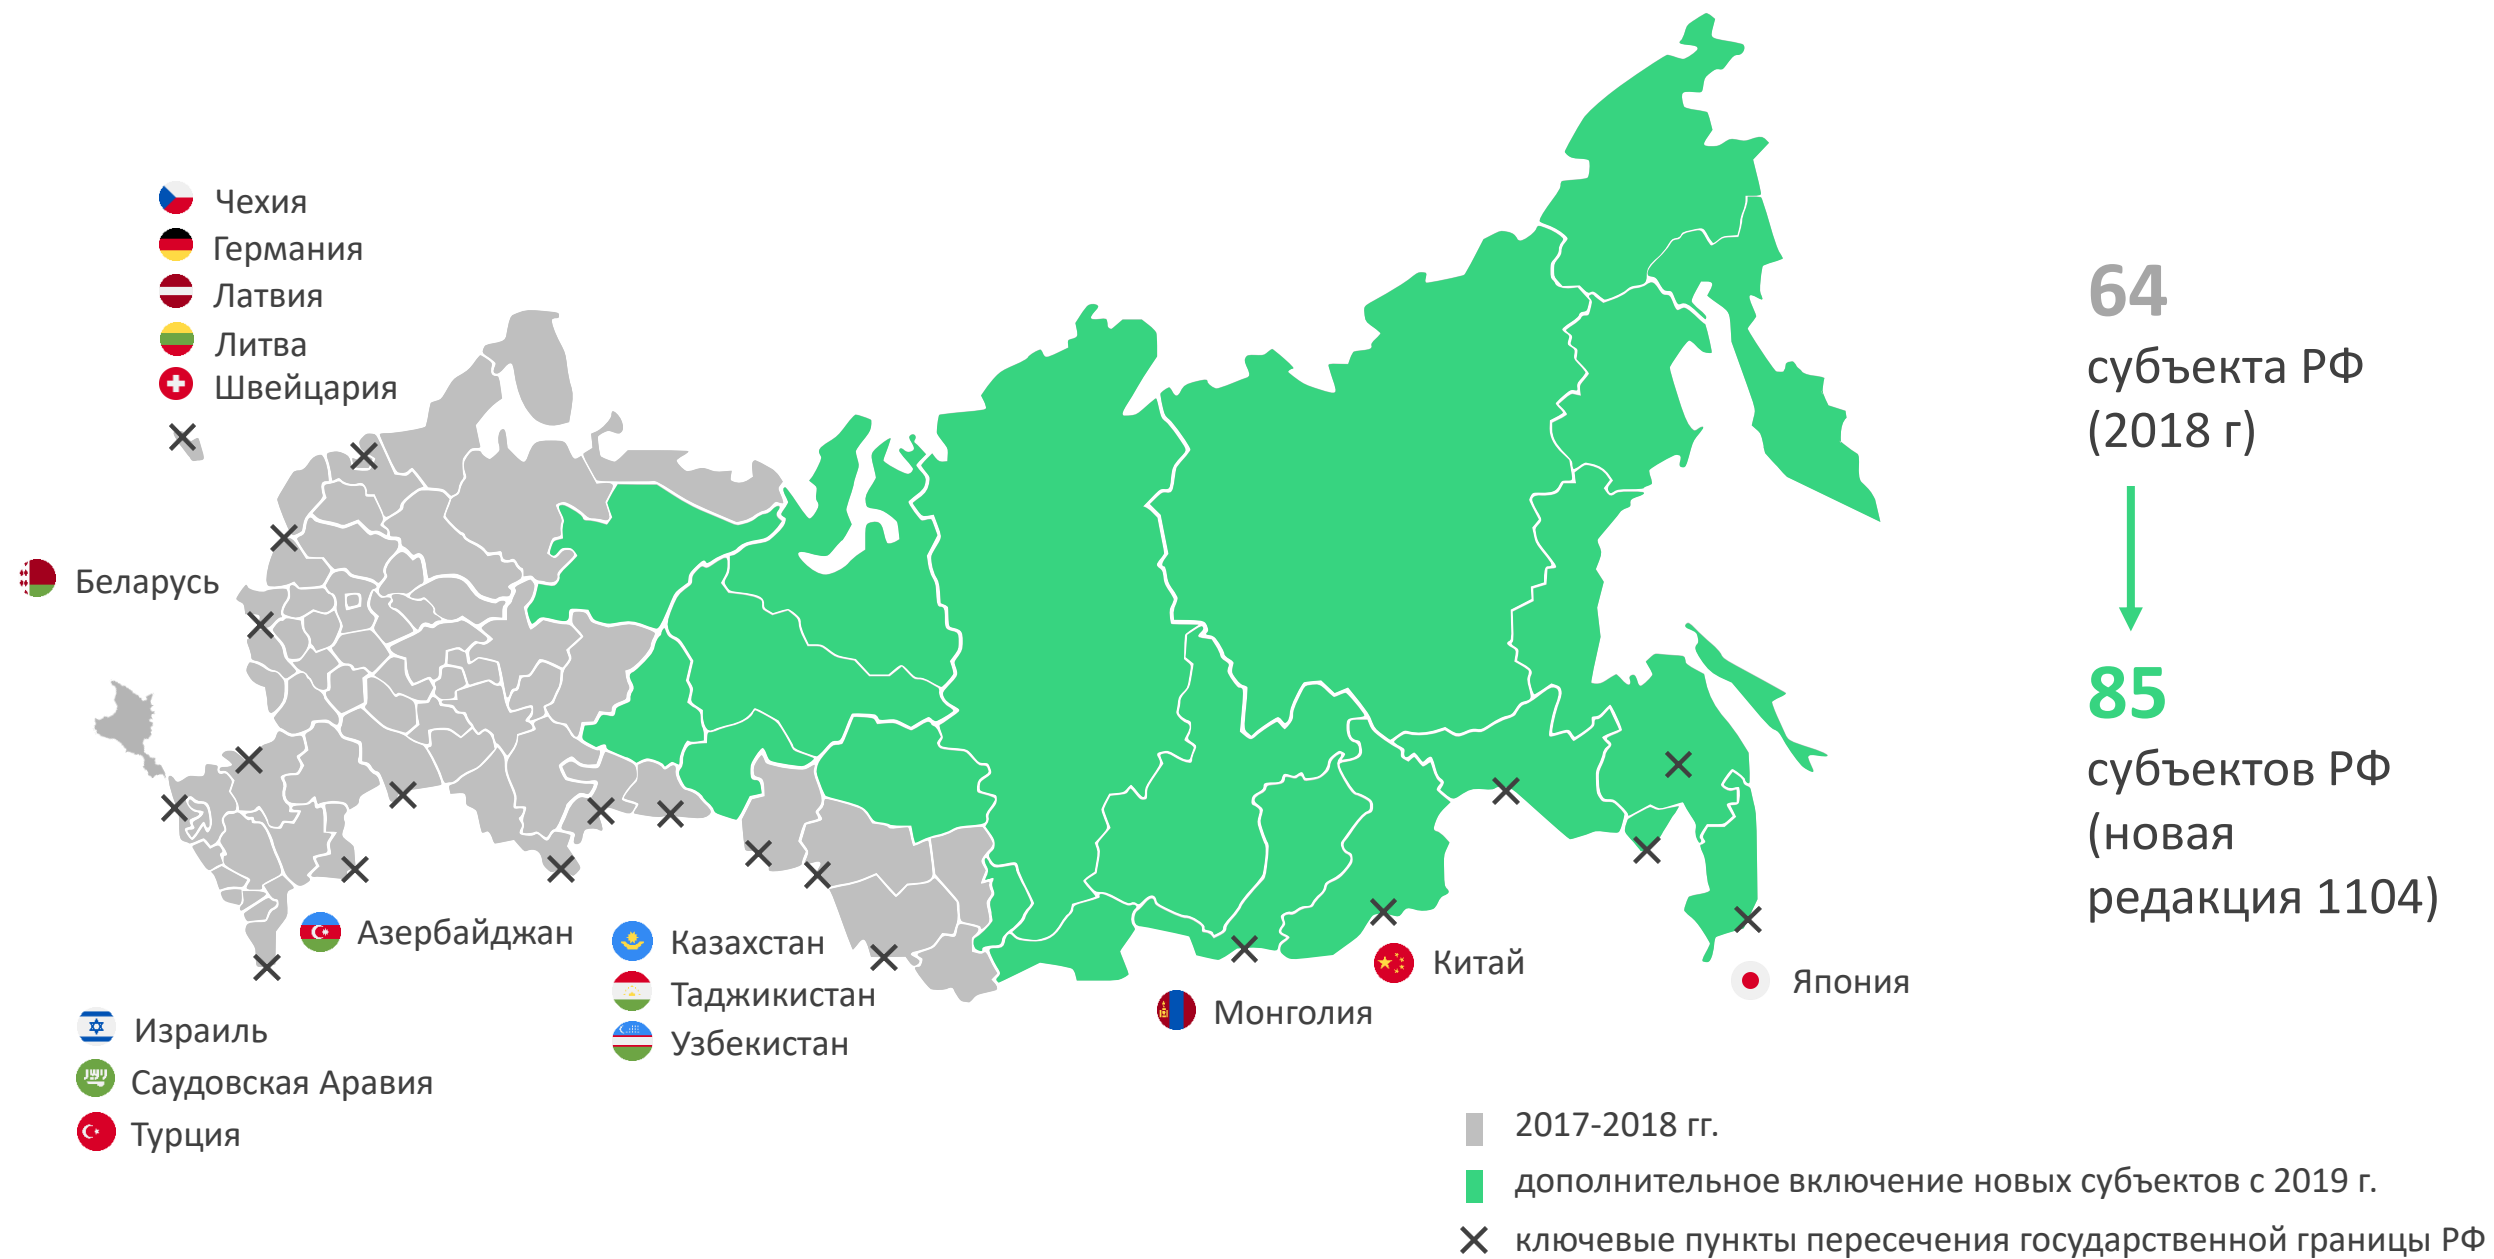 Чехия
Германия
Латвия
Литва
Швейцария
Беларусь
Азербайджан
Израиль
Саудовская Аравия
Турция
Казахстан
Таджикистан
Узбекистан
Монголия
Китай
Япония
64
субъекта РФ
(2018 г)
85
субъектов РФ
(новая
редакция 1104)
2017-2018 гг.
дополнительное включение новых субъектов с 2019 г.
ключевые пункты пересечения государственной границы РФ